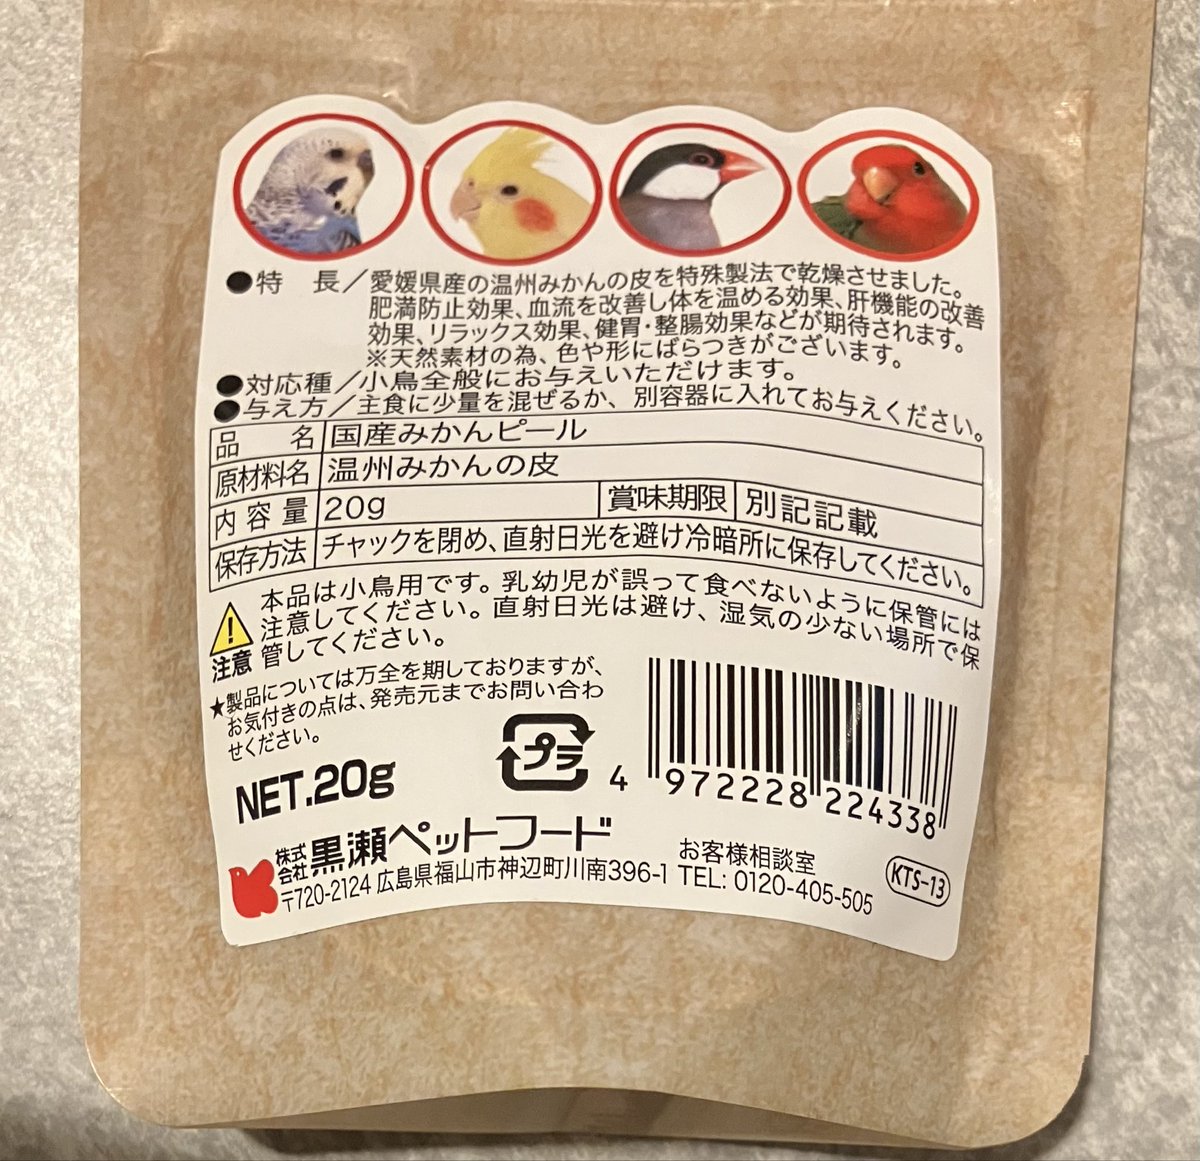 ●特　長／愛媛県産の温州みかんの皮を特殊製法で乾燥させました。
肥満防止効果、血流を改善し体を温める効果、肝機能の改善
効果、リラックス効果、健胃・整腸効果などが期待されます。
※天然素材の為、色や形にばらつきがございます。
●対応種／小鳥全般にお与えいただけます。
●与え方／主食に少量を混ぜるか、別容器に入れてお与えください。
品　名 国産みかんピール
原材料名 温州みかんの皮
内容量 20g 賞味期限 別記記載
保存方法 チャックを閉め、直射日光を避け冷暗所に保存してください。
本品は小鳥用です。乳幼児が誤って食べないように保管には
注意してください。直射日光は避け、湿気の少ない場所で保
管してください。
注意
★製品については万全を期しておりますが、
お気付きの点は、発売元までお問い合わ
せください。
プラ
4 972228 224338
NET.20g
株式会社 黒瀬ペットフード
〒720-2124 広島県福山市神辺町川南396-1
お客様相談室
TEL: 0120-405-505
KTS-13